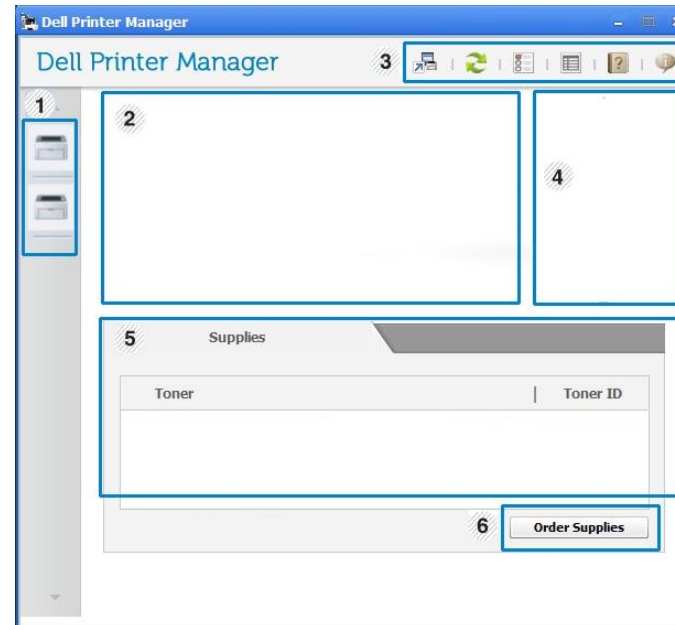 Dell Printer Manager
Dell Printer Manager
3
1
2
4
5 Supplies
Toner | Toner ID
6 Order Supplies